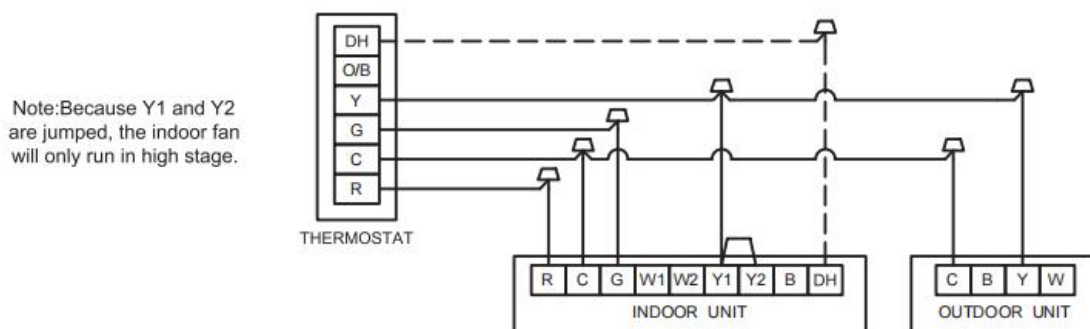 Note:Because Y1 and Y2
are jumped, the indoor fan
will only run in high stage.
DH
O/B
Y
G
C
R
THERMOSTAT
R C G W1 W2 Y1 Y2 B DH
INDOOR UNIT
C B Y W
OUTDOOR UNIT